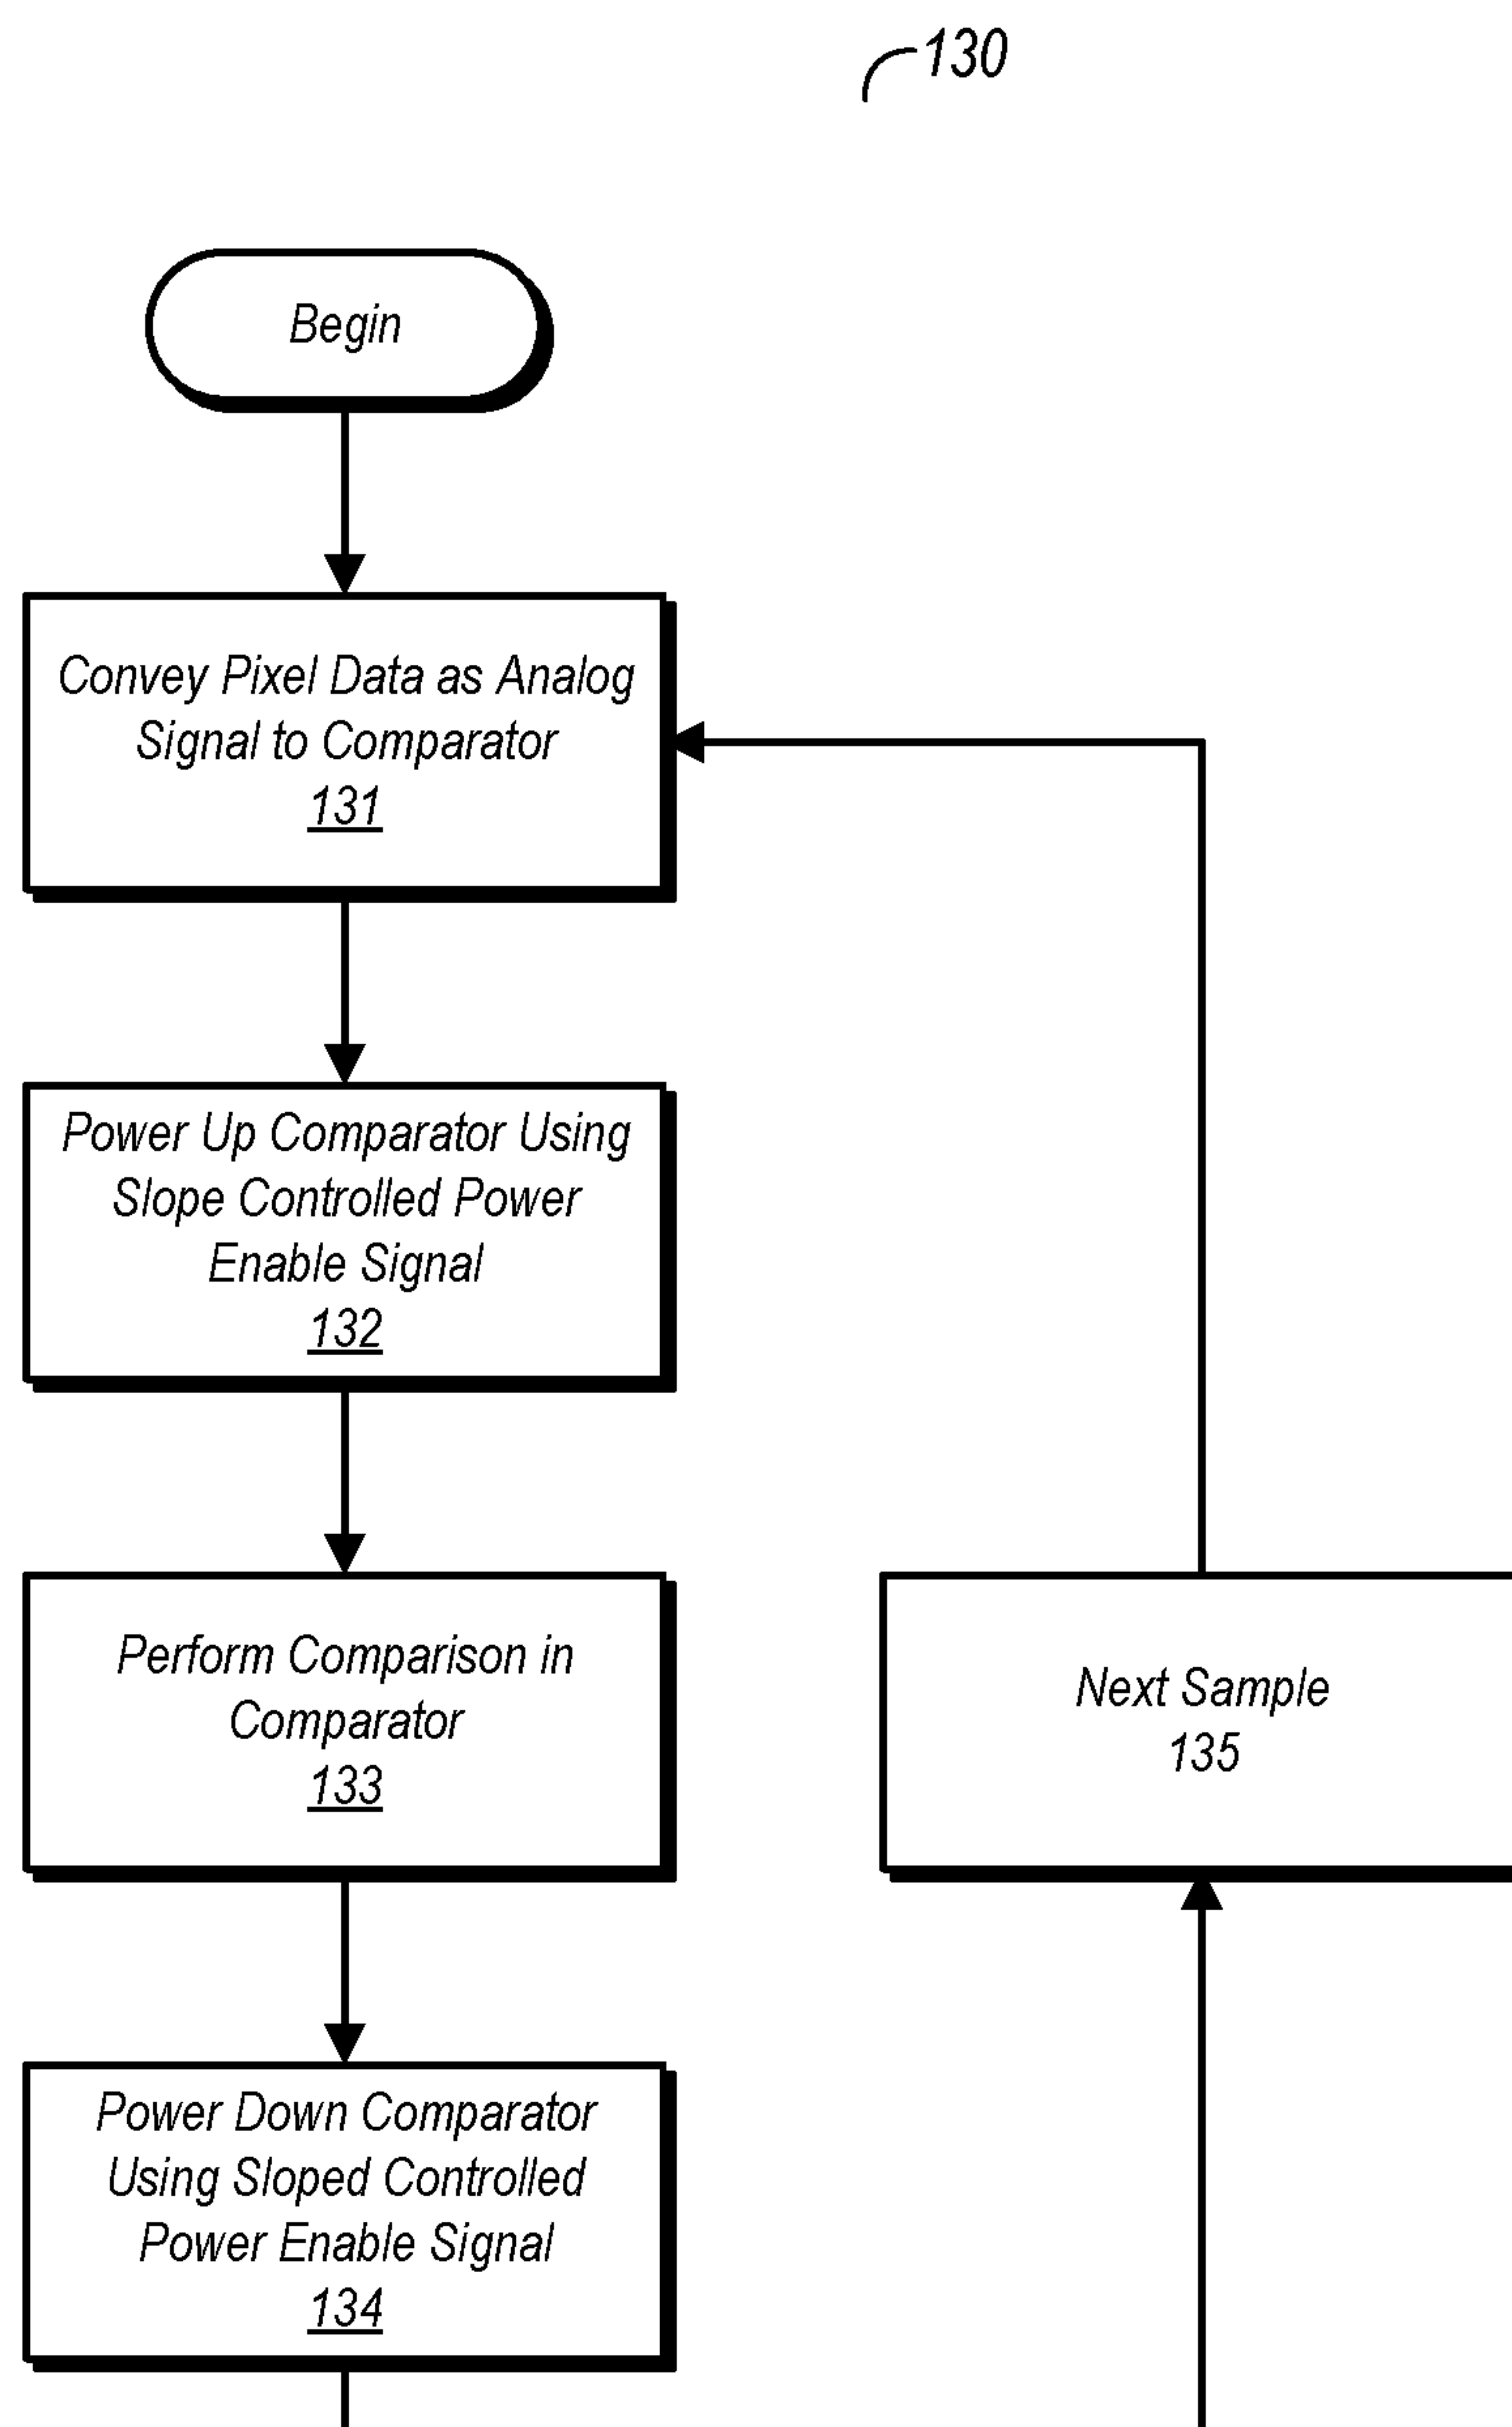 130
Begin
Convey Pixel Data as Analog
Signal to Comparator
131
Power Up Comparator Using
Slope Controlled Power
Enable Signal
132
Perform Comparison in
Comparator
133
Next Sample
135
Power Down Comparator
Using Sloped Controlled
Power Enable Signal
134